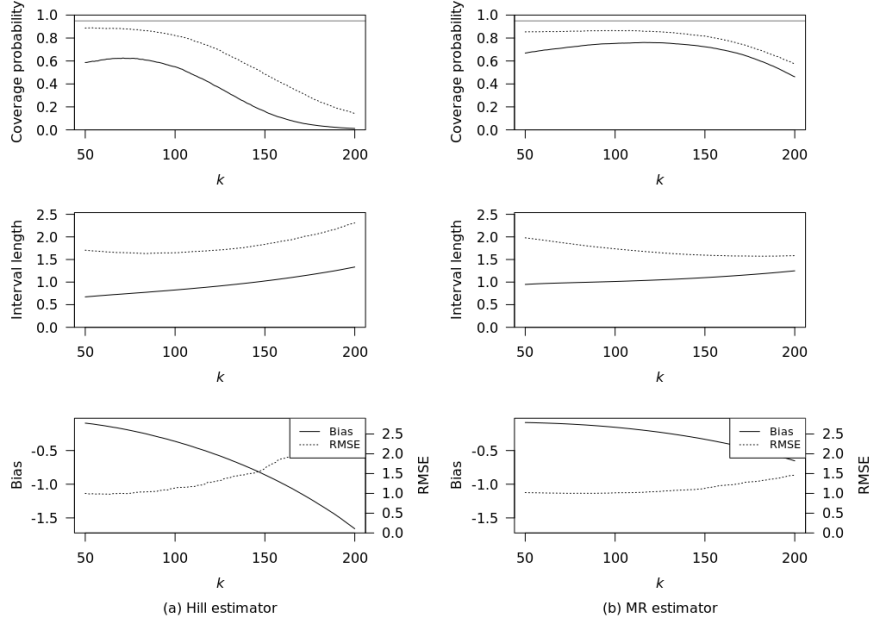 Coverage probability
1.0
0.8
0.6
0.4
0.2
0.0
50 100 150 200
k
Coverage probability
1.0
0.8
0.6
0.4
0.2
0.0
50 100 150 200
k
Interval length
2.5
2.0
1.5
1.0
0.5
0.0
50 100 150 200
k
Interval length
2.5
2.0
1.5
1.0
0.5
0.0
50 100 150 200
k
Bias
-0.5
-1.0
-1.5
Bias
RMSE
2.5
2.0
1.5
1.0
0.5
0.0
RMSE
50 100 150 200
k
(a) Hill estimator
Bias
-0.5
-1.0
-1.5
Bias
RMSE
2.5
2.0
1.5
1.0
0.5
0.0
RMSE
50 100 150 200
k
(b) MR estimator